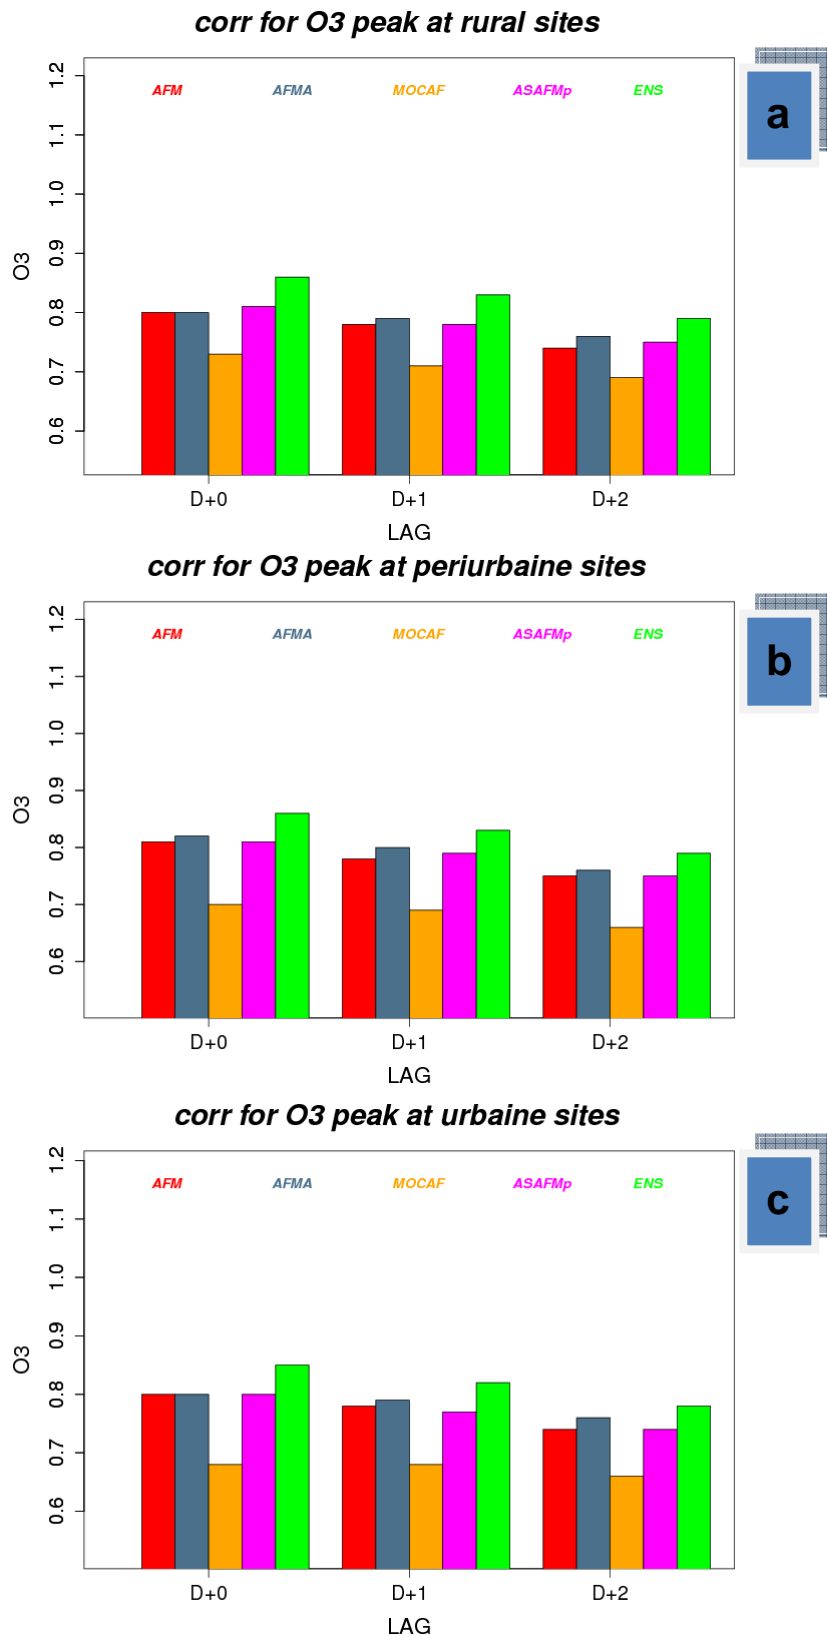 corr for O3 peak at rural sites
AFM AFMA MOCAF ASAFMp ENS
a
1.2
1.1
1.0
0.9
0.8
0.7
0.6
O3
D+0 D+1 D+2
LAG
corr for O3 peak at periurbaine sites
AFM AFMA MOCAF ASAFMp ENS
b
1.2
1.1
1.0
0.9
0.8
0.7
0.6
O3
D+0 D+1 D+2
LAG
corr for O3 peak at urbaine sites
AFM AFMA MOCAF ASAFMp ENS
c
1.2
1.1
1.0
0.9
0.8
0.7
0.6
O3
D+0 D+1 D+2
LAG